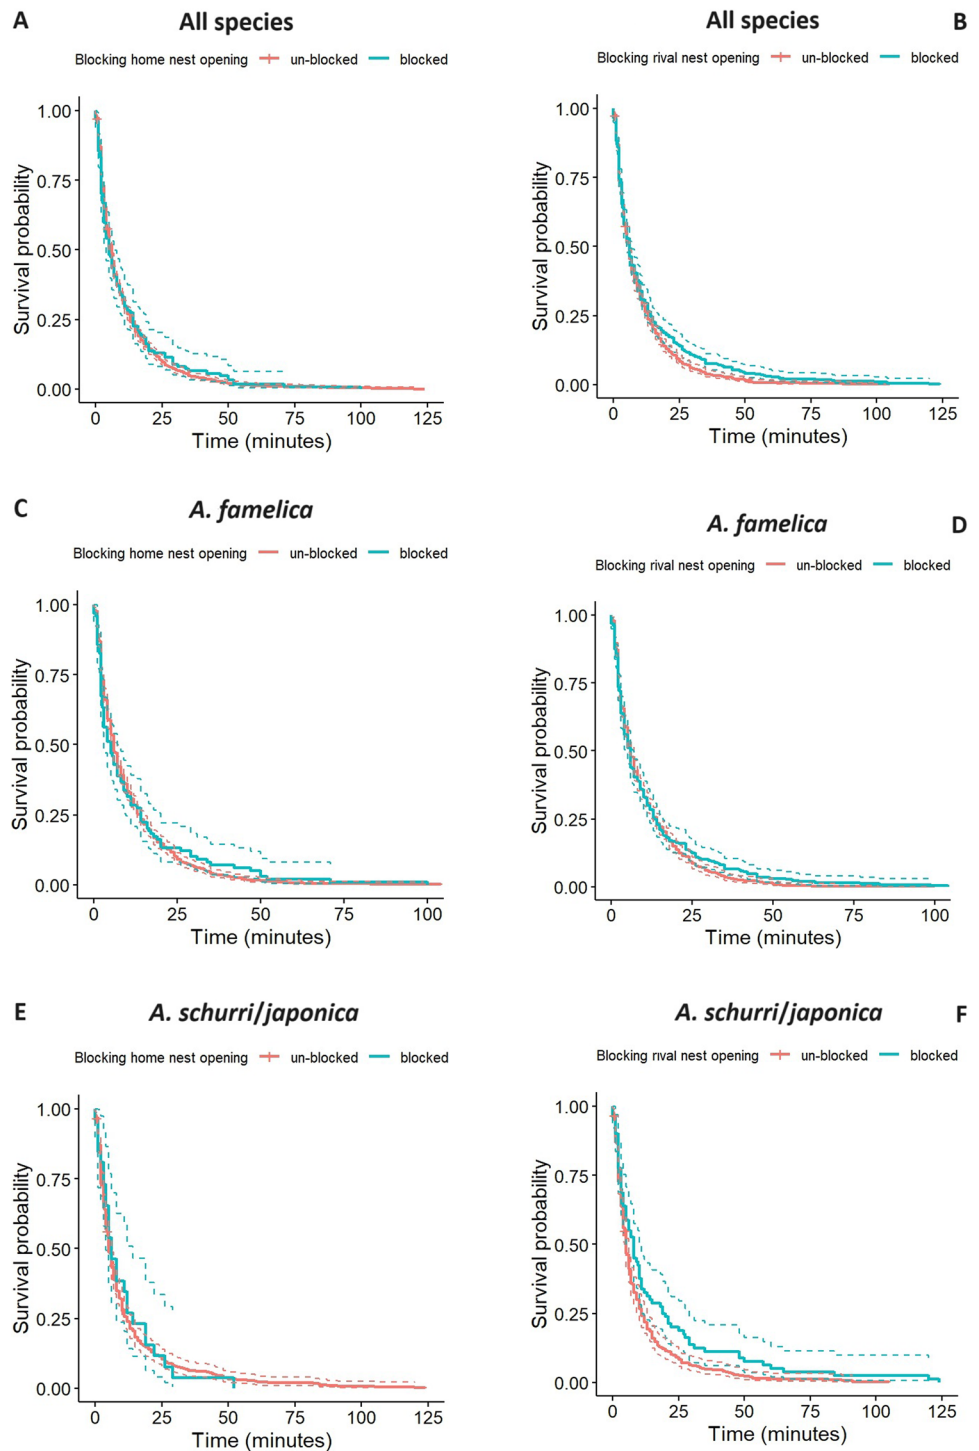 A All species
Blocking home nest opening un-blocked blocked
1.00
0.75
0.50
0.25
0.00
Survival probability
0 25 50 75 100 125
Time (minutes)
All species B
Blocking rival nest opening un-blocked blocked
1.00
0.75
0.50
0.25
0.00
Survival probability
0 25 50 75 100 125
Time (minutes)
C A. famelica
Blocking home nest opening un-blocked blocked
1.00
0.75
0.50
0.25
0.00
Survival probability
0 25 50 75 100
Time (minutes)
A. famelica D
Blocking rival nest opening un-blocked blocked
1.00
0.75
0.50
0.25
0.00
Survival probability
0 25 50 75 100
Time (minutes)
E A. schurri/japonica
Blocking home nest opening un-blocked blocked
1.00
0.75
0.50
0.25
0.00
Survival probability
0 25 50 75 100 125
Time (minutes)
A. schurri/japonica F
Blocking rival nest opening un-blocked blocked
1.00
0.75
0.50
0.25
0.00
Survival probability
0 25 50 75 100 125
Time (minutes)